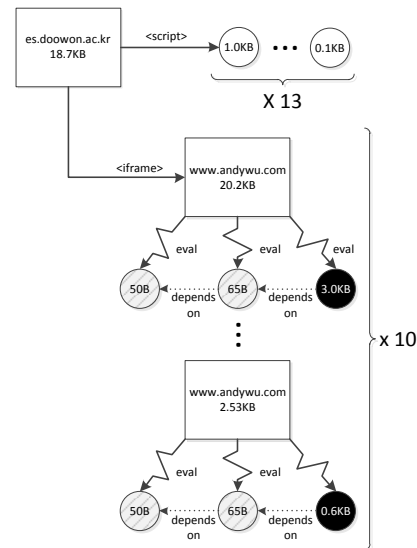 es.doowon.ac.kr
18.7KB
<script>
1.0KB
•••
0.1KB
X 13
<iframe>
www.andywu.com
20.2KB
eval
eval
eval
50B
65B
3.0KB
depends
on
depends
on
x 10
www.andywu.com
2.53KB
eval
eval
eval
50B
65B
0.6KB
depends
on
depends
on